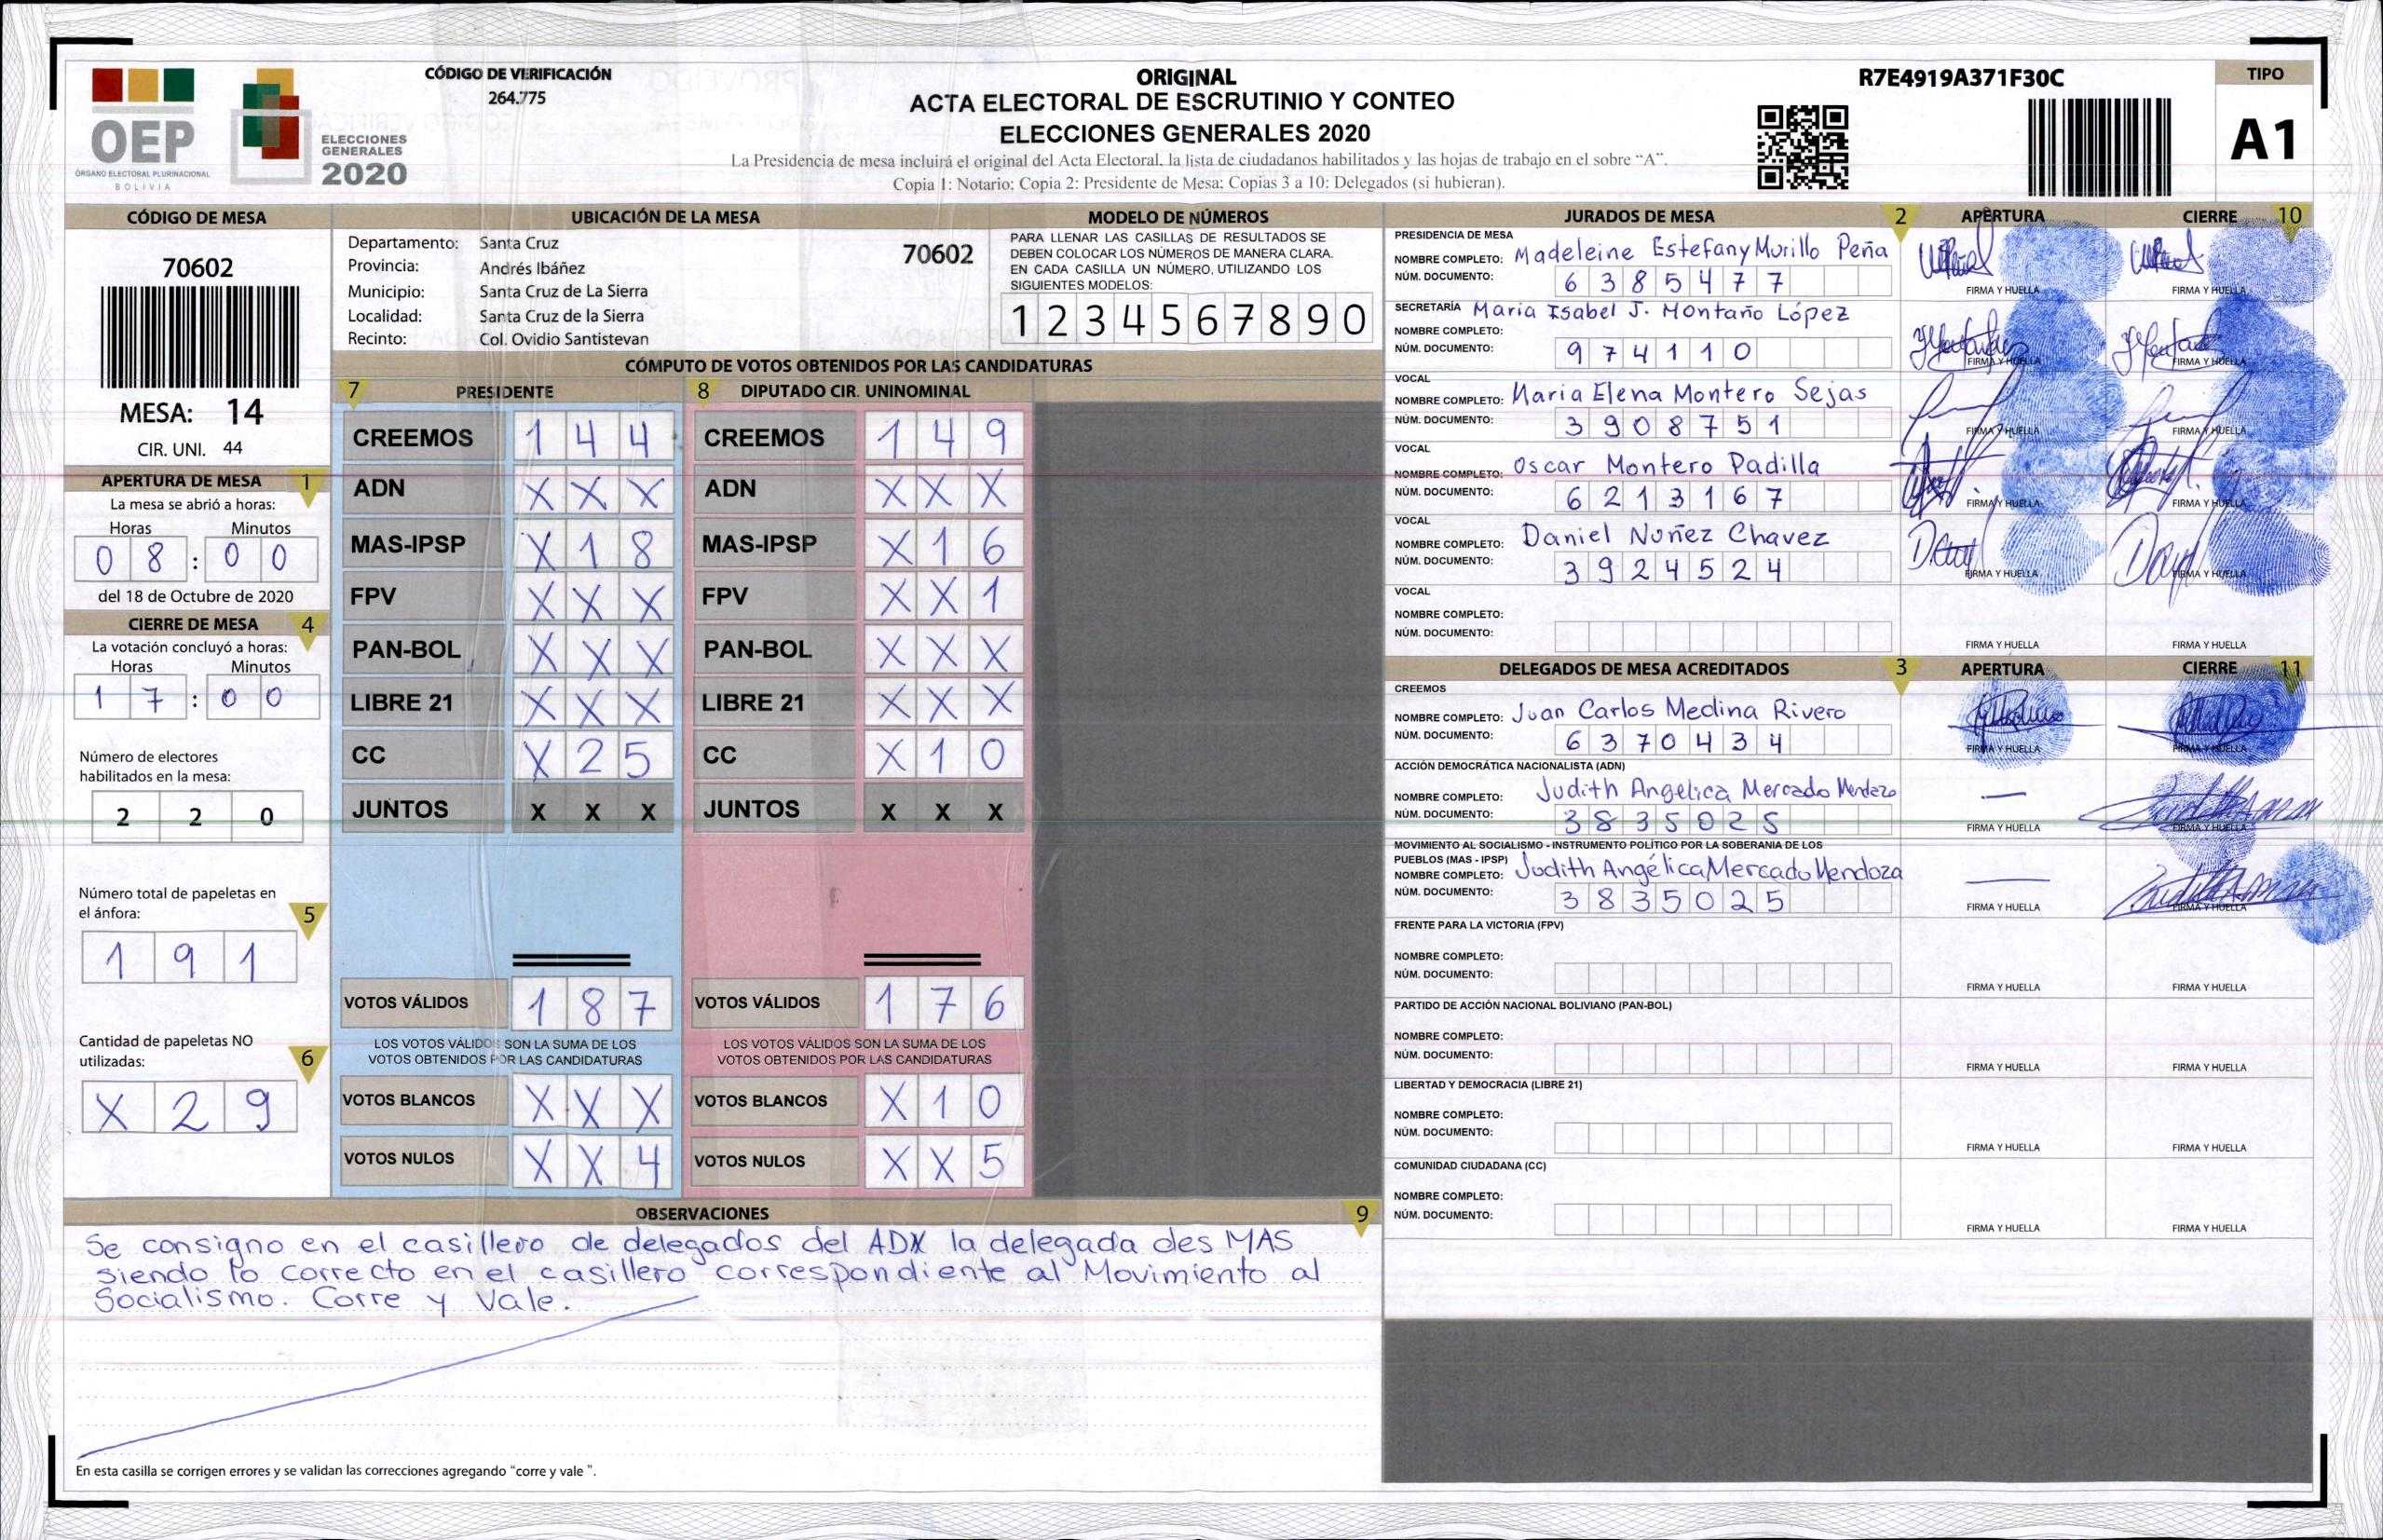 OEP
ÓRGANO ELECTORAL PLURINACIONAL
BOLIVIA
ELECCIONES
GENERALES
2020
CÓDIGO DE VERIFICACIÓN
264.775
ORIGINAL
ACTA ELECTORAL DE ESCRUTINIO Y CONTEO
ELECCIONES GENERALES 2020
La Presidencia de mesa incluirá el original del Acta Electoral, la lista de ciudadanos habilitados y las hojas de trabajo en el sobre “A”.
Copia 1: Notario; Copia 2: Presidente de Mesa; Copias 3 a 10: Delegados (si hubieran).
R7E4919A371F30C
TIPO
A1
CÓDIGO DE MESA
70602
MESA: 14
CIR. UNI. 44
APERTURA DE MESA 1
La mesa se abrió a horas:
Horas Minutos
0 8 : 0 0
del 18 de Octubre de 2020
CIERRE DE MESA 4
La votación concluyó a horas:
Horas Minutos
1 7 : 0 0
Número de electores
habilitados en la mesa:
2 2 0
Número total de papeletas en
el ánfora: 5
1 9 1
Cantidad de papeletas NO
utilizadas: 6
X 2 9
UBICACIÓN DE LA MESA
Departamento: Santa Cruz
Provincia: Andrés Ibáñez
Municipio: Santa Cruz de La Sierra
Localidad: Santa Cruz de la Sierra
Recinto: Col. Ovidio Santistevan
70602
MODELO DE NÚMEROS
PARA LLENAR LAS CASILLAS DE RESULTADOS SE
DEBEN COLOCAR LOS NÚMEROS DE MANERA CLARA.
EN CADA CASILLA UN NÚMERO, UTILIZANDO LOS
SIGUIENTES MODELOS:
1 2 3 4 5 6 7 8 9 0
CÓMPUTO DE VOTOS OBTENIDOS POR LAS CANDIDATURAS
7 PRESIDENTE
CREEMOS 1 4 4
ADN X X X
MAS-IPSP X 1 8
FPV X X X
PAN-BOL X X X
LIBRE 21 X X X
CC X 2 5
JUNTOS X X X
VOTOS VÁLIDOS 1 8 7
LOS VOTOS VÁLIDOS SON LA SUMA DE LOS
VOTOS OBTENIDOS POR LAS CANDIDATURAS
VOTOS BLANCOS X X X
VOTOS NULOS X X 4
8 DIPUTADO CIR. UNINOMINAL
CREEMOS 1 4 9
ADN X X X
MAS-IPSP X 1 6
FPV X X 1
PAN-BOL X X X
LIBRE 21 X X X
CC X 1 0
JUNTOS X X X
VOTOS VÁLIDOS 1 7 6
LOS VOTOS VÁLIDOS SON LA SUMA DE LOS
VOTOS OBTENIDOS POR LAS CANDIDATURAS
VOTOS BLANCOS X 1 0
VOTOS NULOS X X 5
OBSERVACIONES 9
Se consigno en el casillero de delegados del ADN la delegada des MAS
siendo lo correcto en el casillero correspondiente al Movimiento al
Socialismo. Corre y Vale.
En esta casilla se corrigen errores y se validan las correcciones agregando “corre y vale ”.
JURADOS DE MESA 2 APERTURA CIERRE 10
PRESIDENCIA DE MESA
NOMBRE COMPLETO: Madeleine Estefany Murillo Peña
NÚM. DOCUMENTO: 6 3 8 5 4 7 7
FIRMA Y HUELLA FIRMA Y HUELLA
SECRETARÍA Maria Isabel J. Montaño López
NOMBRE COMPLETO:
NÚM. DOCUMENTO: 9 7 4 1 1 0
FIRMA Y HUELLA FIRMA Y HUELLA
VOCAL
NOMBRE COMPLETO: Maria Elena Montero Sejas
NÚM. DOCUMENTO: 3 9 0 8 7 5 1
FIRMA Y HUELLA FIRMA Y HUELLA
VOCAL
NOMBRE COMPLETO: Oscar Montero Padilla
NÚM. DOCUMENTO: 6 2 1 3 1 6 7
FIRMA Y HUELLA FIRMA Y HUELLA
VOCAL
NOMBRE COMPLETO: Daniel Nuñez Chavez
NÚM. DOCUMENTO: 3 9 2 4 5 2 4
FIRMA Y HUELLA FIRMA Y HUELLA
VOCAL
NOMBRE COMPLETO:
NÚM. DOCUMENTO:
FIRMA Y HUELLA FIRMA Y HUELLA
DELEGADOS DE MESA ACREDITADOS 3 APERTURA CIERRE 11
CREEMOS
NOMBRE COMPLETO: Juan Carlos Medina Rivero
NÚM. DOCUMENTO: 6 3 7 0 4 3 4
FIRMA Y HUELLA FIRMA Y HUELLA
ACCIÓN DEMOCRÁTICA NACIONALISTA (ADN)
NOMBRE COMPLETO: Judith Angelica Mercado Mendoza
NÚM. DOCUMENTO: 3 8 3 5 0 2 5
FIRMA Y HUELLA FIRMA Y HUELLA
MOVIMIENTO AL SOCIALISMO - INSTRUMENTO POLÍTICO POR LA SOBERANIA DE LOS
PUEBLOS (MAS - IPSP)
NOMBRE COMPLETO: Judith Angélica Mercado Mendoza
NÚM. DOCUMENTO: 3 8 3 5 0 2 5
FIRMA Y HUELLA FIRMA Y HUELLA
FRENTE PARA LA VICTORIA (FPV)
NOMBRE COMPLETO:
NÚM. DOCUMENTO:
FIRMA Y HUELLA FIRMA Y HUELLA
PARTIDO DE ACCIÓN NACIONAL BOLIVIANO (PAN-BOL)
NOMBRE COMPLETO:
NÚM. DOCUMENTO:
FIRMA Y HUELLA FIRMA Y HUELLA
LIBERTAD Y DEMOCRACIA (LIBRE 21)
NOMBRE COMPLETO:
NÚM. DOCUMENTO:
FIRMA Y HUELLA FIRMA Y HUELLA
COMUNIDAD CIUDADANA (CC)
NOMBRE COMPLETO:
NÚM. DOCUMENTO:
FIRMA Y HUELLA FIRMA Y HUELLA